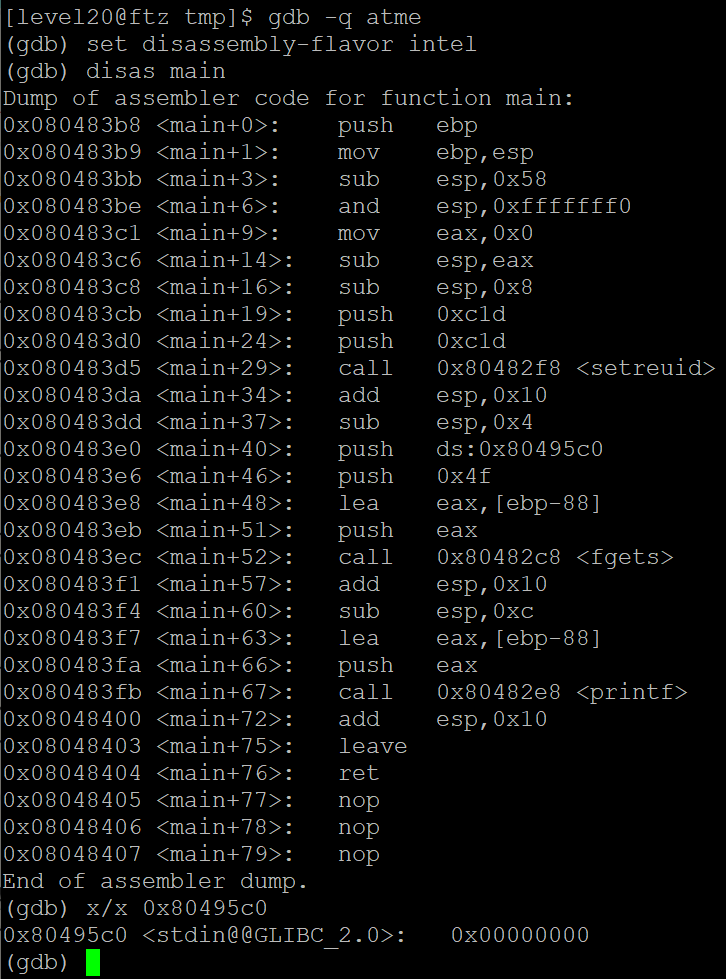 [level20@ftz tmp]$ gdb -q atme
(gdb) set disassembly-flavor intel
(gdb) disas main
Dump of assembler code for function main:
0x080483b8 <main+0>:    push   ebp
0x080483b9 <main+1>:    mov    ebp,esp
0x080483bb <main+3>:    sub    esp,0x58
0x080483be <main+6>:    and    esp,0xfffffff0
0x080483c1 <main+9>:    mov    eax,0x0
0x080483c6 <main+14>:   sub    esp,eax
0x080483c8 <main+16>:   sub    esp,0x8
0x080483cb <main+19>:   push   0xc1d
0x080483d0 <main+24>:   push   0xc1d
0x080483d5 <main+29>:   call   0x80482f8 <setreuid>
0x080483da <main+34>:   add    esp,0x10
0x080483dd <main+37>:   sub    esp,0x4
0x080483e0 <main+40>:   push   ds:0x80495c0
0x080483e6 <main+46>:   push   0x4f
0x080483e8 <main+48>:   lea    eax,[ebp-88]
0x080483eb <main+51>:   push   eax
0x080483ec <main+52>:   call   0x80482c8 <fgets>
0x080483f1 <main+57>:   add    esp,0x10
0x080483f4 <main+60>:   sub    esp,0xc
0x080483f7 <main+63>:   lea    eax,[ebp-88]
0x080483fa <main+66>:   push   eax
0x080483fb <main+67>:   call   0x80482e8 <printf>
0x08048400 <main+72>:   add    esp,0x10
0x08048403 <main+75>:   leave
0x08048404 <main+76>:   ret
0x08048405 <main+77>:   nop
0x08048406 <main+78>:   nop
0x08048407 <main+79>:   nop
End of assembler dump.
(gdb) x/x 0x80495c0
0x80495c0 <stdin@@GLIBC_2.0>:   0x00000000
(gdb)